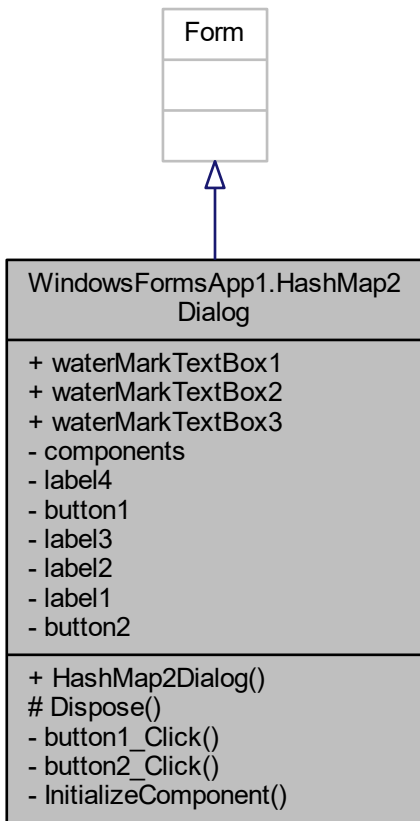 Form
WindowsFormsApp1.HashMap2
Dialog
+ waterMarkTextBox1
+ waterMarkTextBox2
+ waterMarkTextBox3
- components
- label4
- button1
- label3
- label2
- label1
- button2
+ HashMap2Dialog()
# Dispose()
- button1_Click()
- button2_Click()
- InitializeComponent()